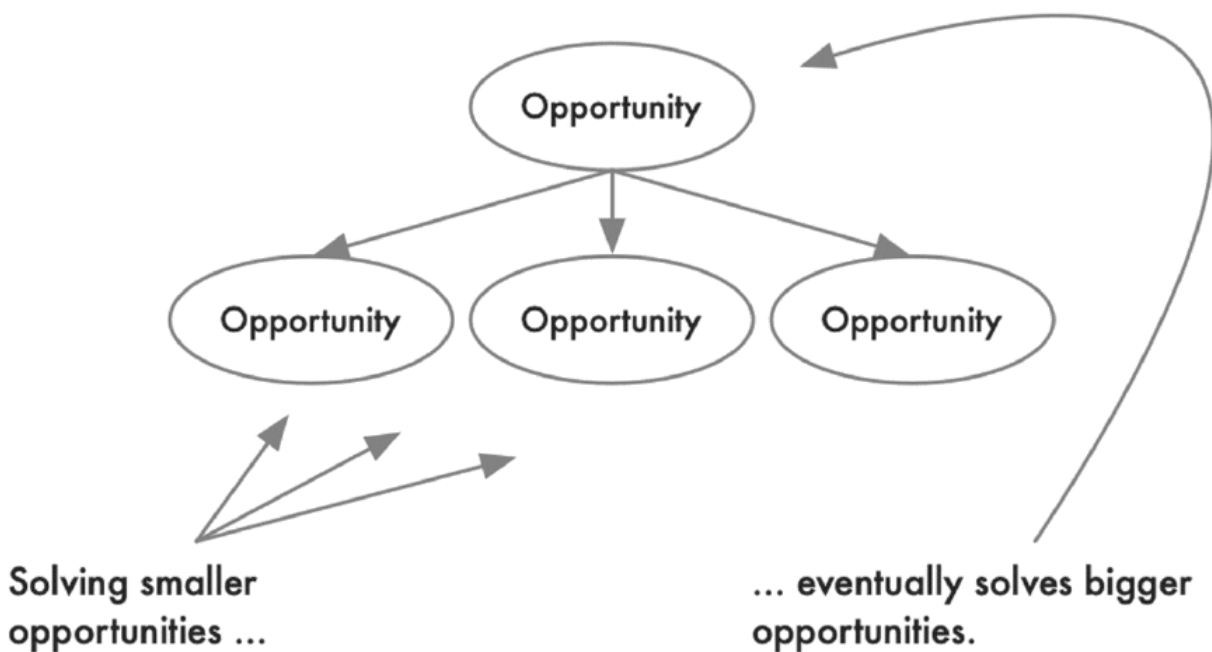 Opportunity
Opportunity
Opportunity
Opportunity
Solving smaller
opportunities ...
... eventually solves bigger
opportunities.